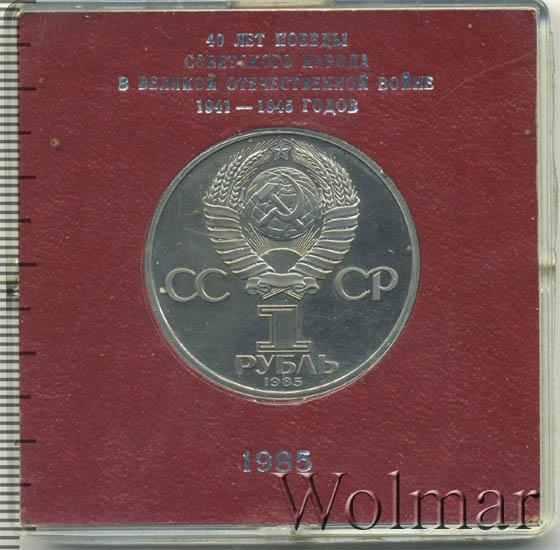 40 ЛЕТ ПОБЕДЫ
СОВЕТСКОГО НАРОДА
В ВЕЛИКОЙ ОТЕЧЕСТВЕННОЙ ВОЙНЕ
1941 — 1945 ГОДОВ
СС СР
1
РУБЛЬ
1985
1985
Wolmar